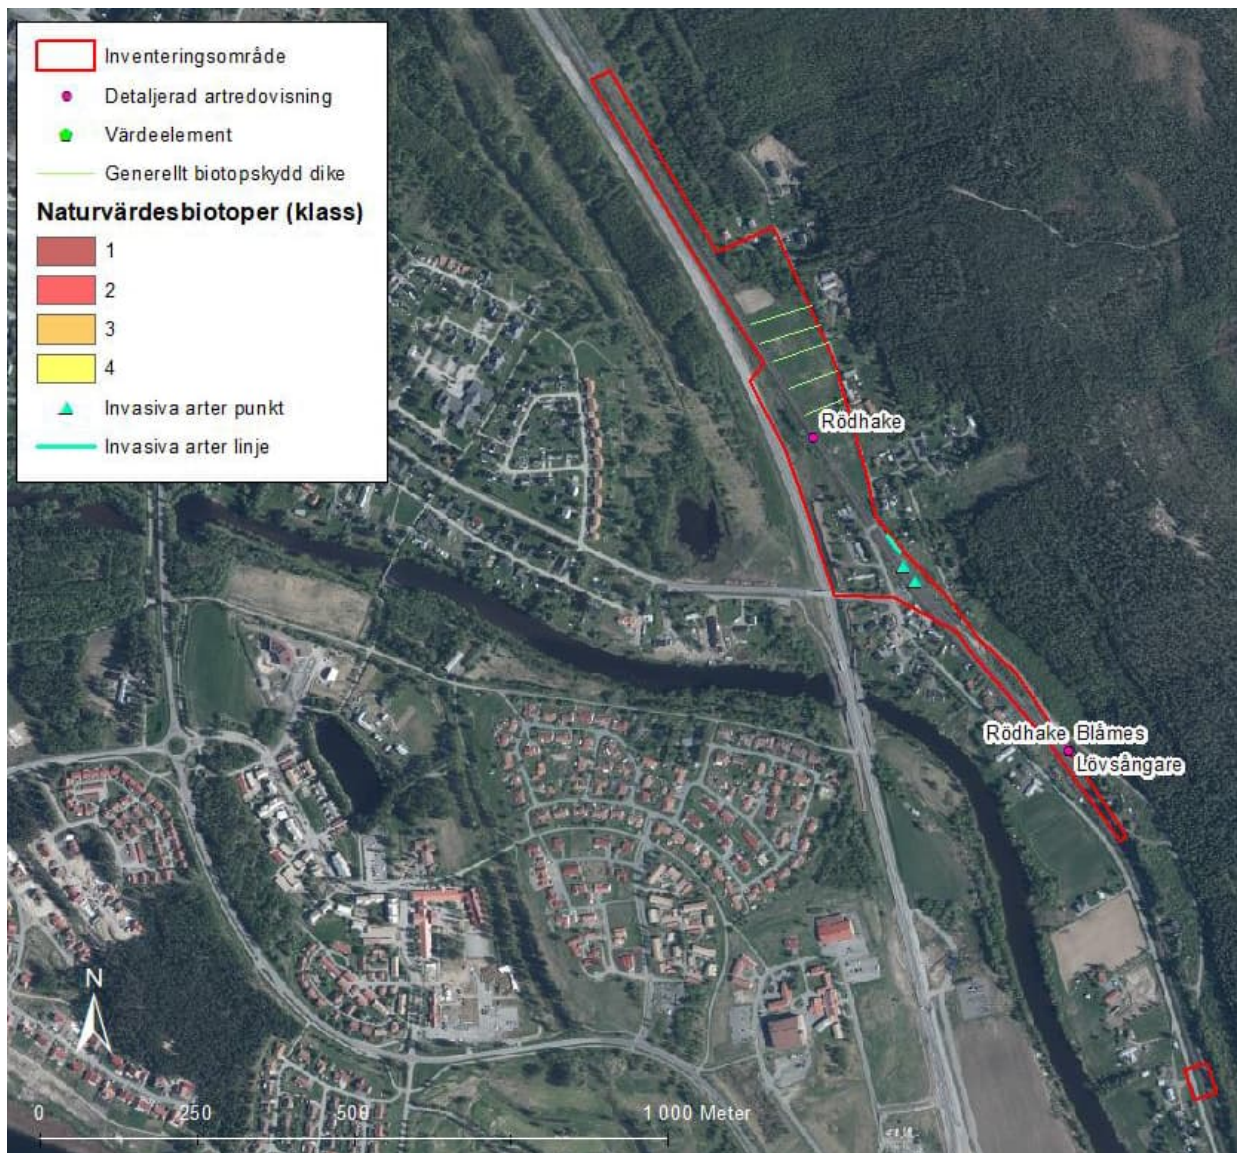 Inventeringsområde
Detaljerad artredovisning
Värdeelement
Generellt biotopskydd dike
Naturvärdesbiotoper (klass)
1
2
3
4
Invasiva arter punkt
Invasiva arter linje
Rödhake
Rödhake Blåmes
Lövsångare
N
0 250 500 1 000 Meter